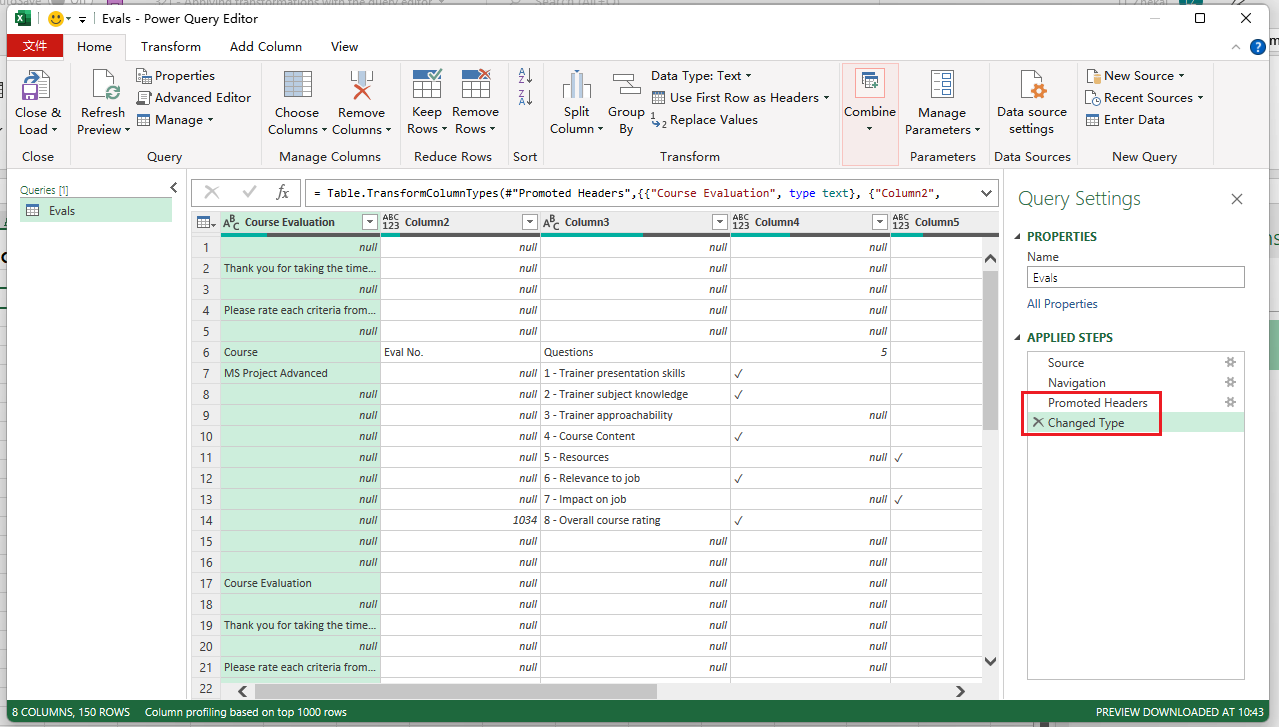 Evals - Power Query Editor
文件 Home Transform Add Column View
Close & Load
Close
Refresh Preview
Properties
Advanced Editor
Manage
Query
Choose Columns
Remove Columns
Manage Columns
Keep Rows
Remove Rows
Reduce Rows
Sort
Split Column
Group By
Data Type: Text
Use First Row as Headers
Replace Values
Transform
Combine
Manage Parameters
Parameters
Data source settings
Data Sources
New Source
Recent Sources
Enter Data
New Query
Queries [1]
Evals
fx = Table.TransformColumnTypes(#"Promoted Headers",{{"Course Evaluation", type text}, {"Column2",
ABC Course Evaluation ABC 123 Column2 ABC Column3 ABC 123 Column4 ABC 123 Column5
1 null null null null
2 Thank you for taking the time... null null null
3 null null null null
4 Please rate each criteria from... null null null
5 null null null null
6 Course Eval No. Questions 5
7 MS Project Advanced null 1 - Trainer presentation skills ✓
8 null null 2 - Trainer subject knowledge ✓
9 null null 3 - Trainer approachability null
10 null null 4 - Course Content ✓
11 null null 5 - Resources null ✓
12 null null 6 - Relevance to job ✓
13 null null 7 - Impact on job null ✓
14 null 1034 8 - Overall course rating ✓
15 null null null null
16 null null null null
17 Course Evaluation null null null
18 null null null null
19 Thank you for taking the time... null null null
20 null null null null
21 Please rate each criteria from... null null null
22
Query Settings
PROPERTIES
Name
Evals
All Properties
APPLIED STEPS
Source
Navigation
Promoted Headers
Changed Type
8 COLUMNS, 150 ROWS Column profiling based on top 1000 rows PREVIEW DOWNLOADED AT 10:43